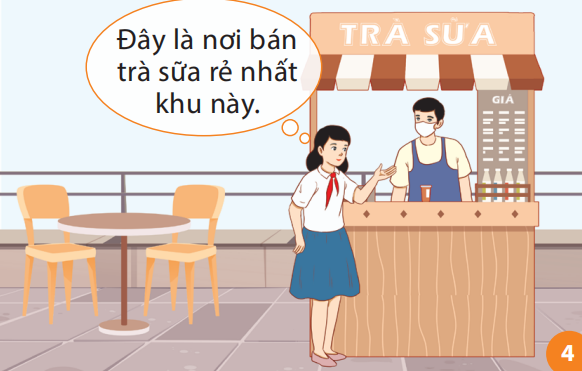 Đây là nơi bán
trà sữa rẻ nhất
khu này.
TRÀ SỮA
GIÁ
4